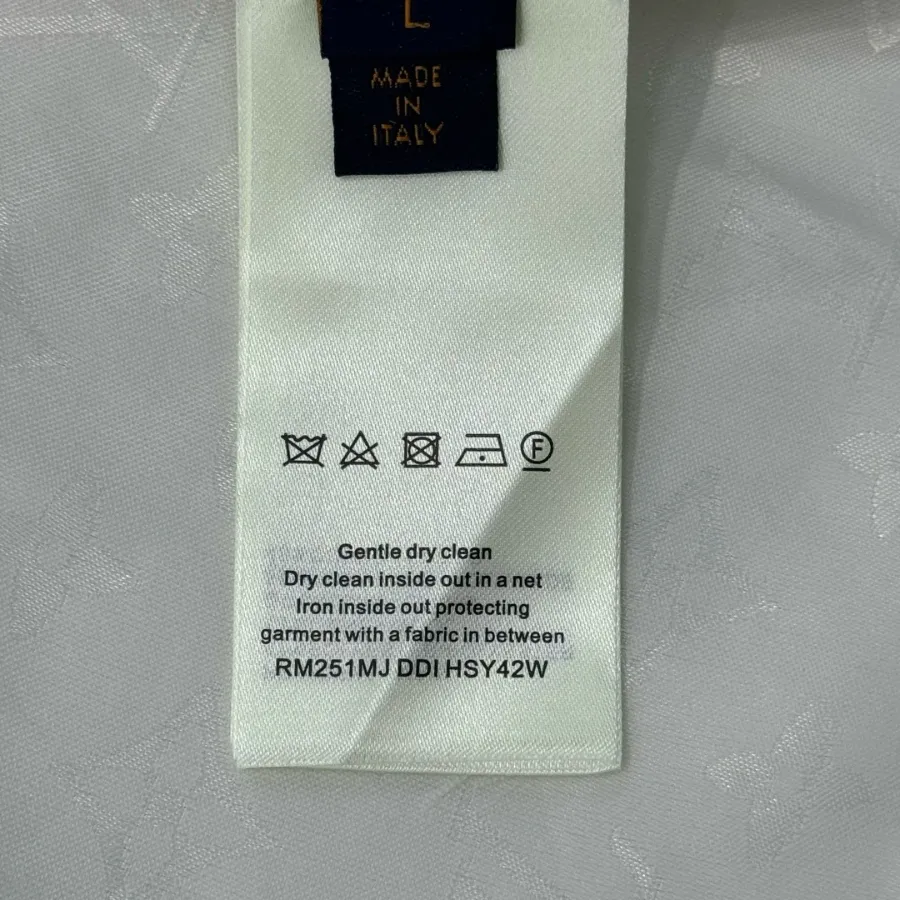 L
MADE
IN
ITALY
F
Gentle dry clean
Dry clean inside out in a net
Iron inside out protecting
garment with a fabric in between
RM251MJ DDI HSY42W